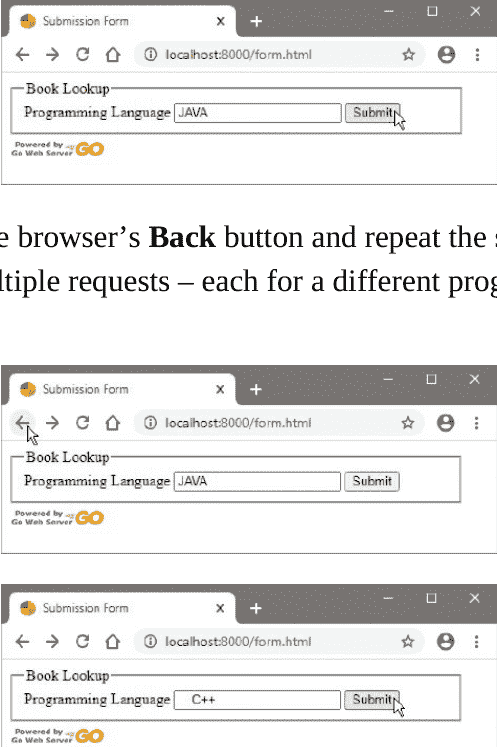 Submission Form
localhost:8000/form.html
Book Lookup
Programming Language JAVA Submit
Powered by
Go Web Server GO
e browser’s Back button and repeat the s
ltiple requests – each for a different prog
Submission Form
localhost:8000/form.html
Book Lookup
Programming Language JAVA Submit
Powered by
Go Web Server GO
Submission Form
localhost:8000/form.html
Book Lookup
Programming Language C++ Submit
Powered by
Go Web Server GO